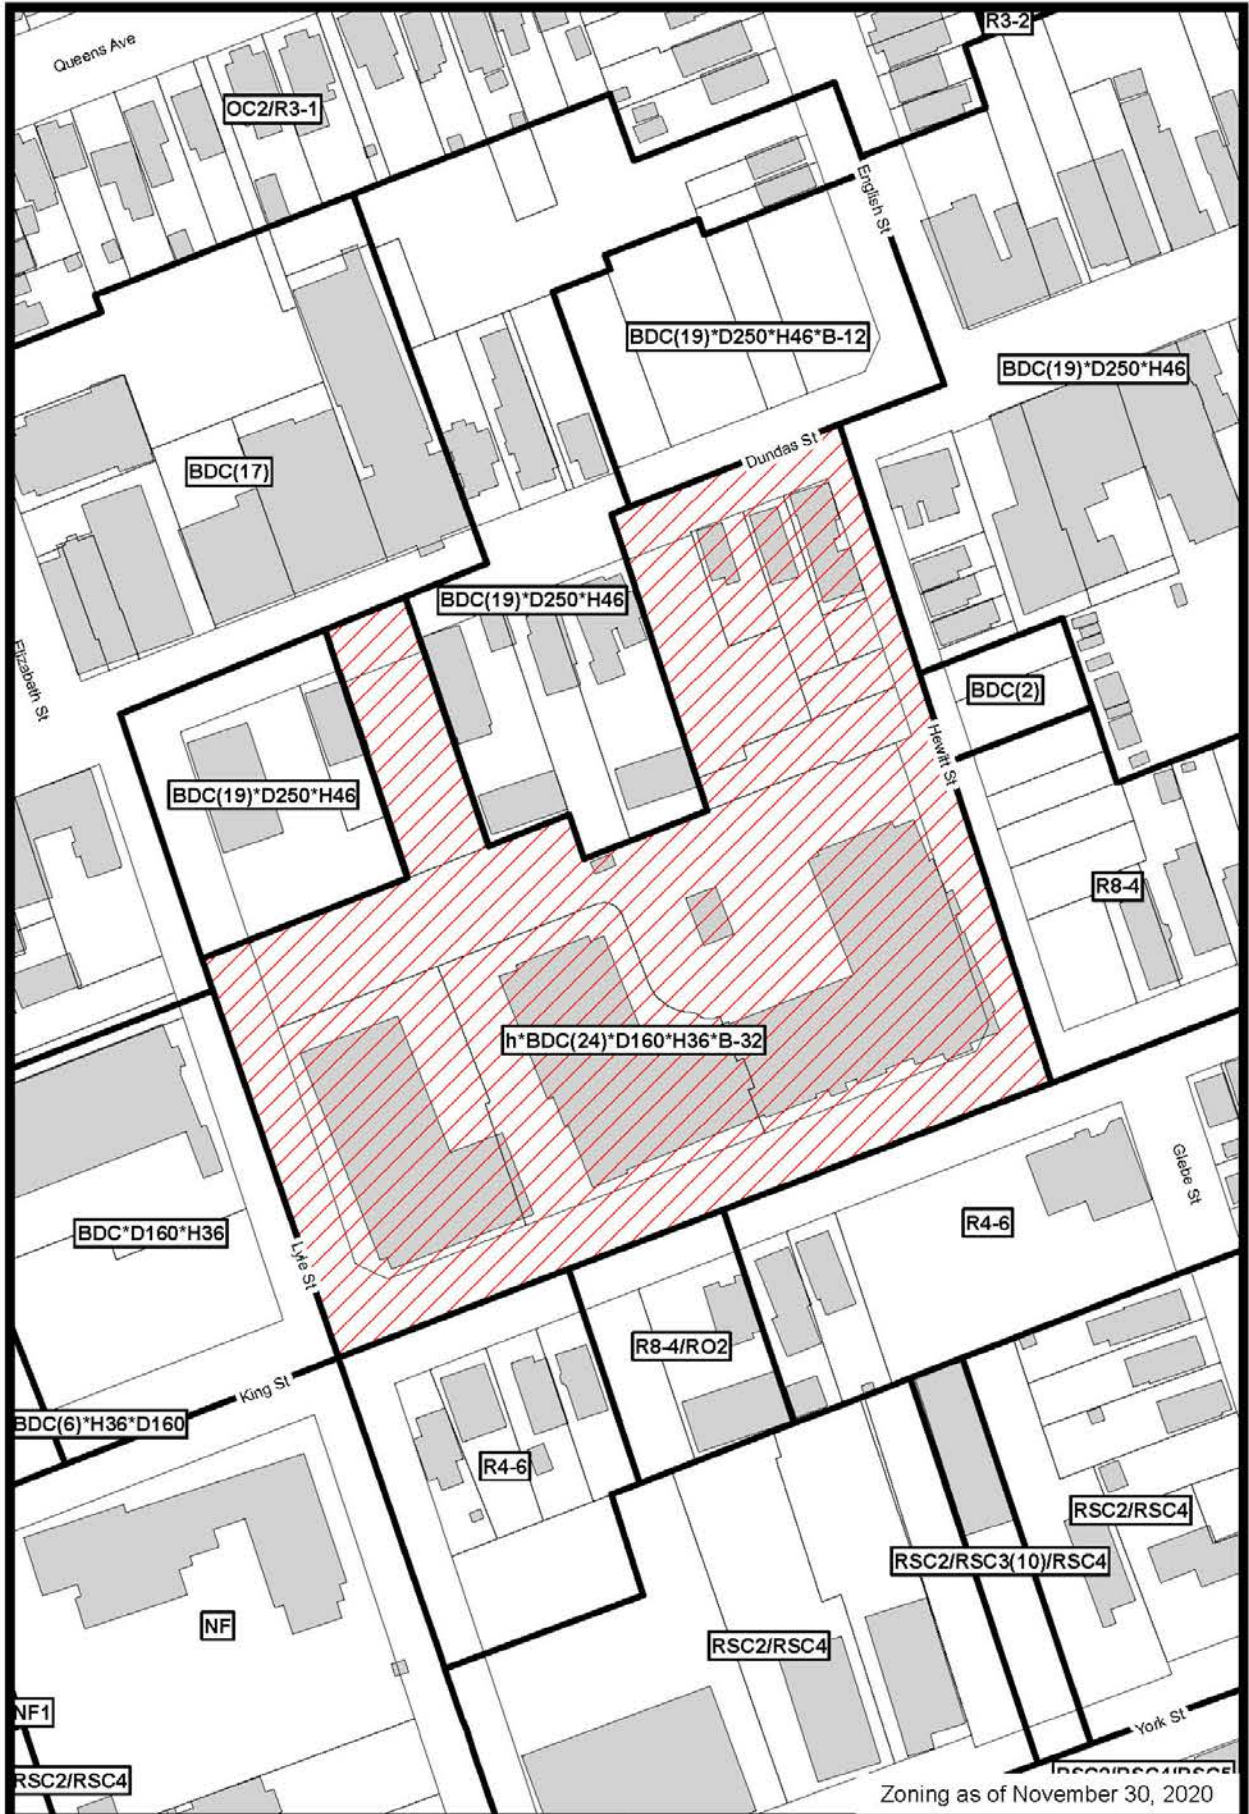 R3-2
Queens Ave
OC2/R3-1
English St
BDC(19)*D250*H46*B-12
BDC(19)*D250*H46
Dundas St
BDC(17)
BDC(19)*D250*H46
Elizabeth St
BDC(2)
Hewitt St
BDC(19)*D250*H46
R8-4
h*BDC(24)*D160*H36*B-32
Glebe St
R4-6
BDC*D160*H36
Lyle St
R8-4/RO2
King St
BDC(6)*H36*D160
R4-6
RSC2/RSC4
RSC2/RSC3(10)/RSC4
NF
RSC2/RSC4
NF1
York St
RSC2/RSC4
RSC2/RSC4/RSC5
Zoning as of November 30, 2020